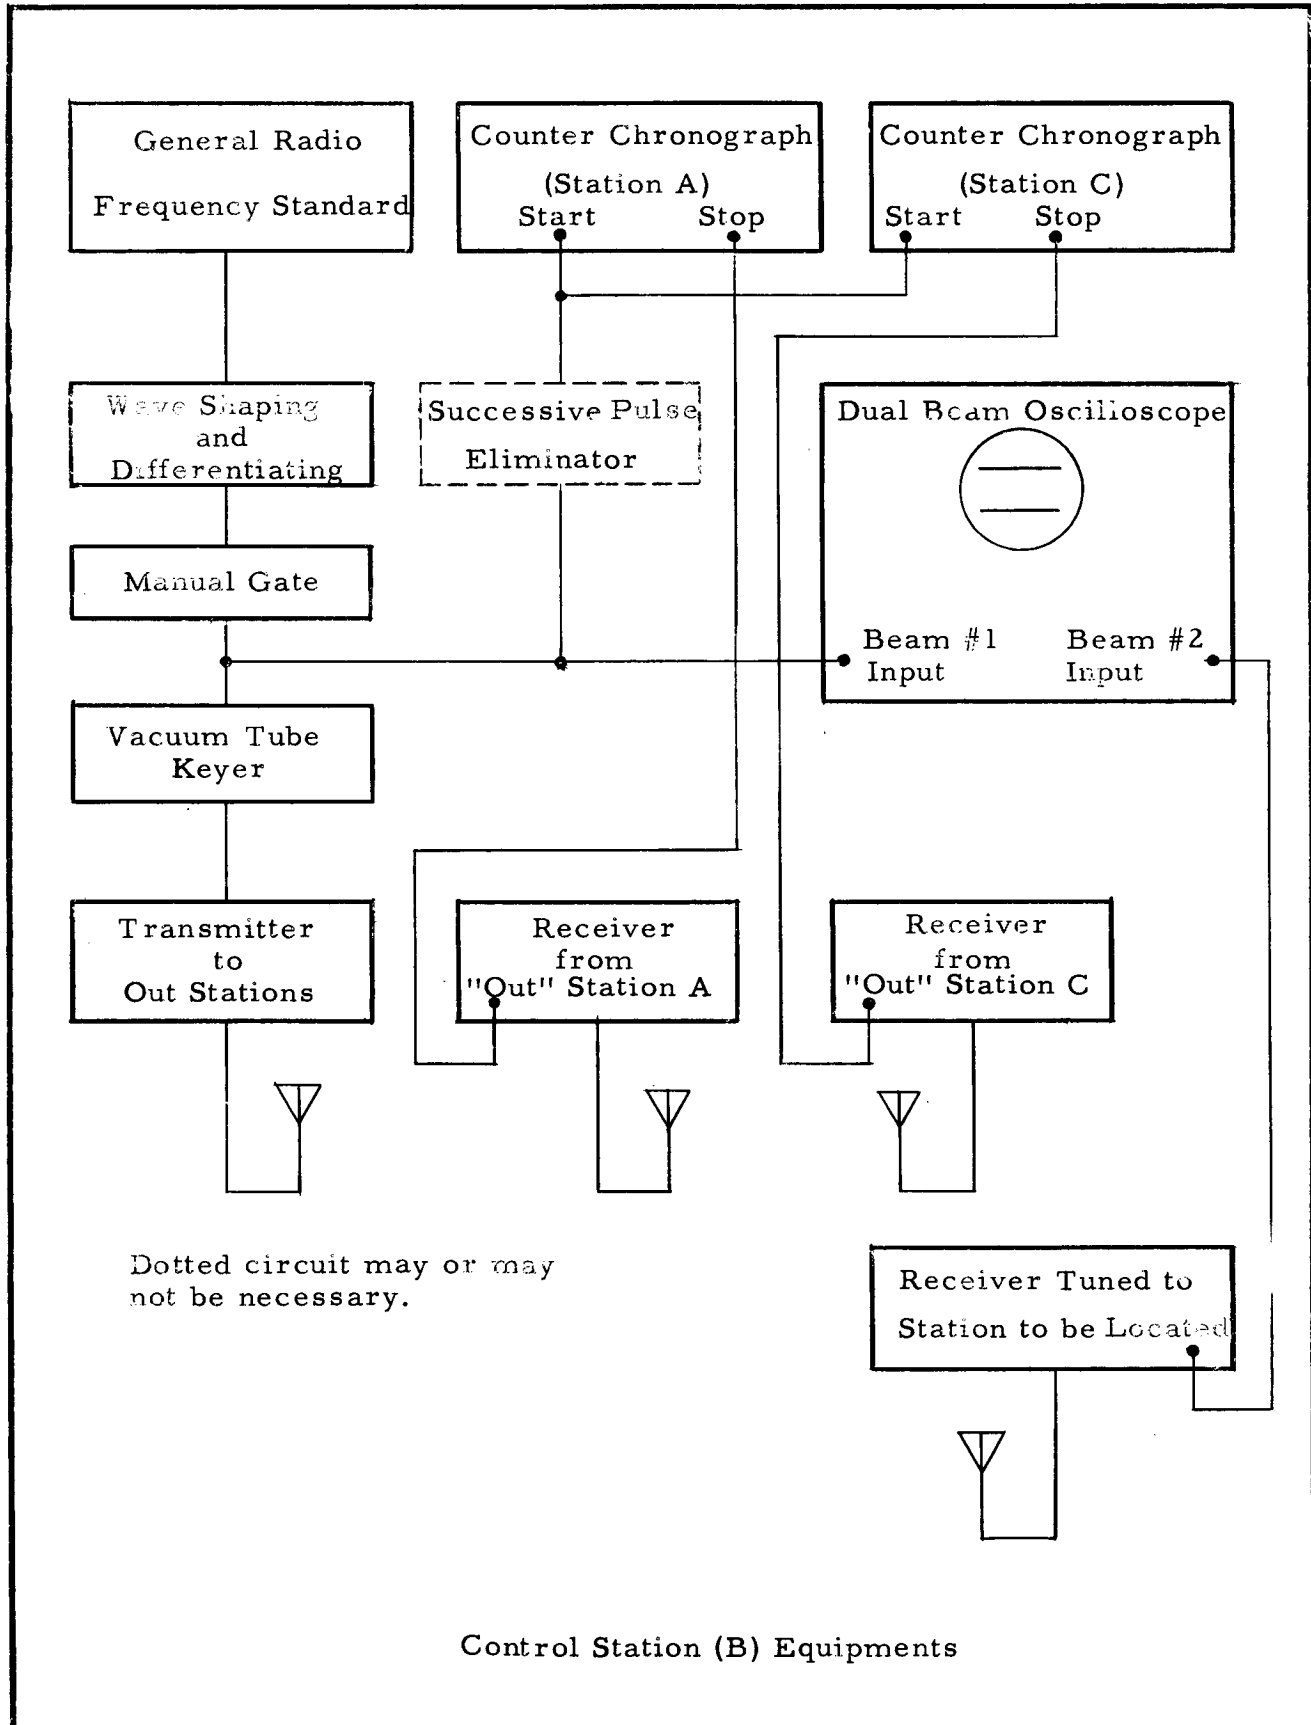 General Radio
Frequency Standard
Counter Chronograph
(Station A)
Start Stop
Counter Chronograph
(Station C)
Start Stop
Wave Shaping
and
Differentiating
Successive Pulse
Eliminator
Dual Beam Oscilloscope
Manual Gate
Beam #1
Input
Beam #2
Input
Vacuum Tube
Keyer
Transmitter
to
Out Stations
Receiver
from
"Out" Station A
Receiver
from
"Out" Station C
Dotted circuit may or may
not be necessary.
Receiver Tuned to
Station to be Located
Control Station (B) Equipments